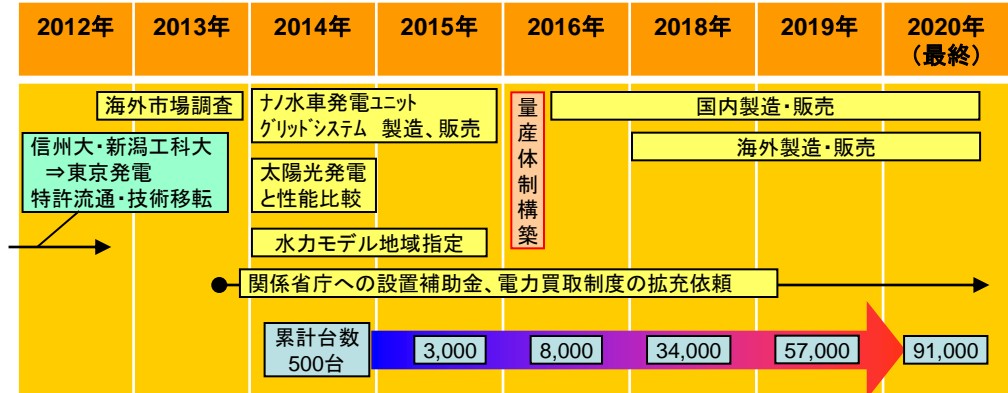 2012年 2013年 2014年 2015年 2016年 2018年 2019年 2020年
（最終）
海外市場調査
信州大・新潟工科大
⇒東京発電
特許流通・技術移転
ナノ水車発電ユニット
グリッドシステム 製造、販売
太陽光発電
と性能比較
水力モデル地域指定
量産体制構築
国内製造・販売
海外製造・販売
関係省庁への設置補助金、電力買取制度の拡充依頼
累計台数
500台
3,000 8,000 34,000 57,000 91,000